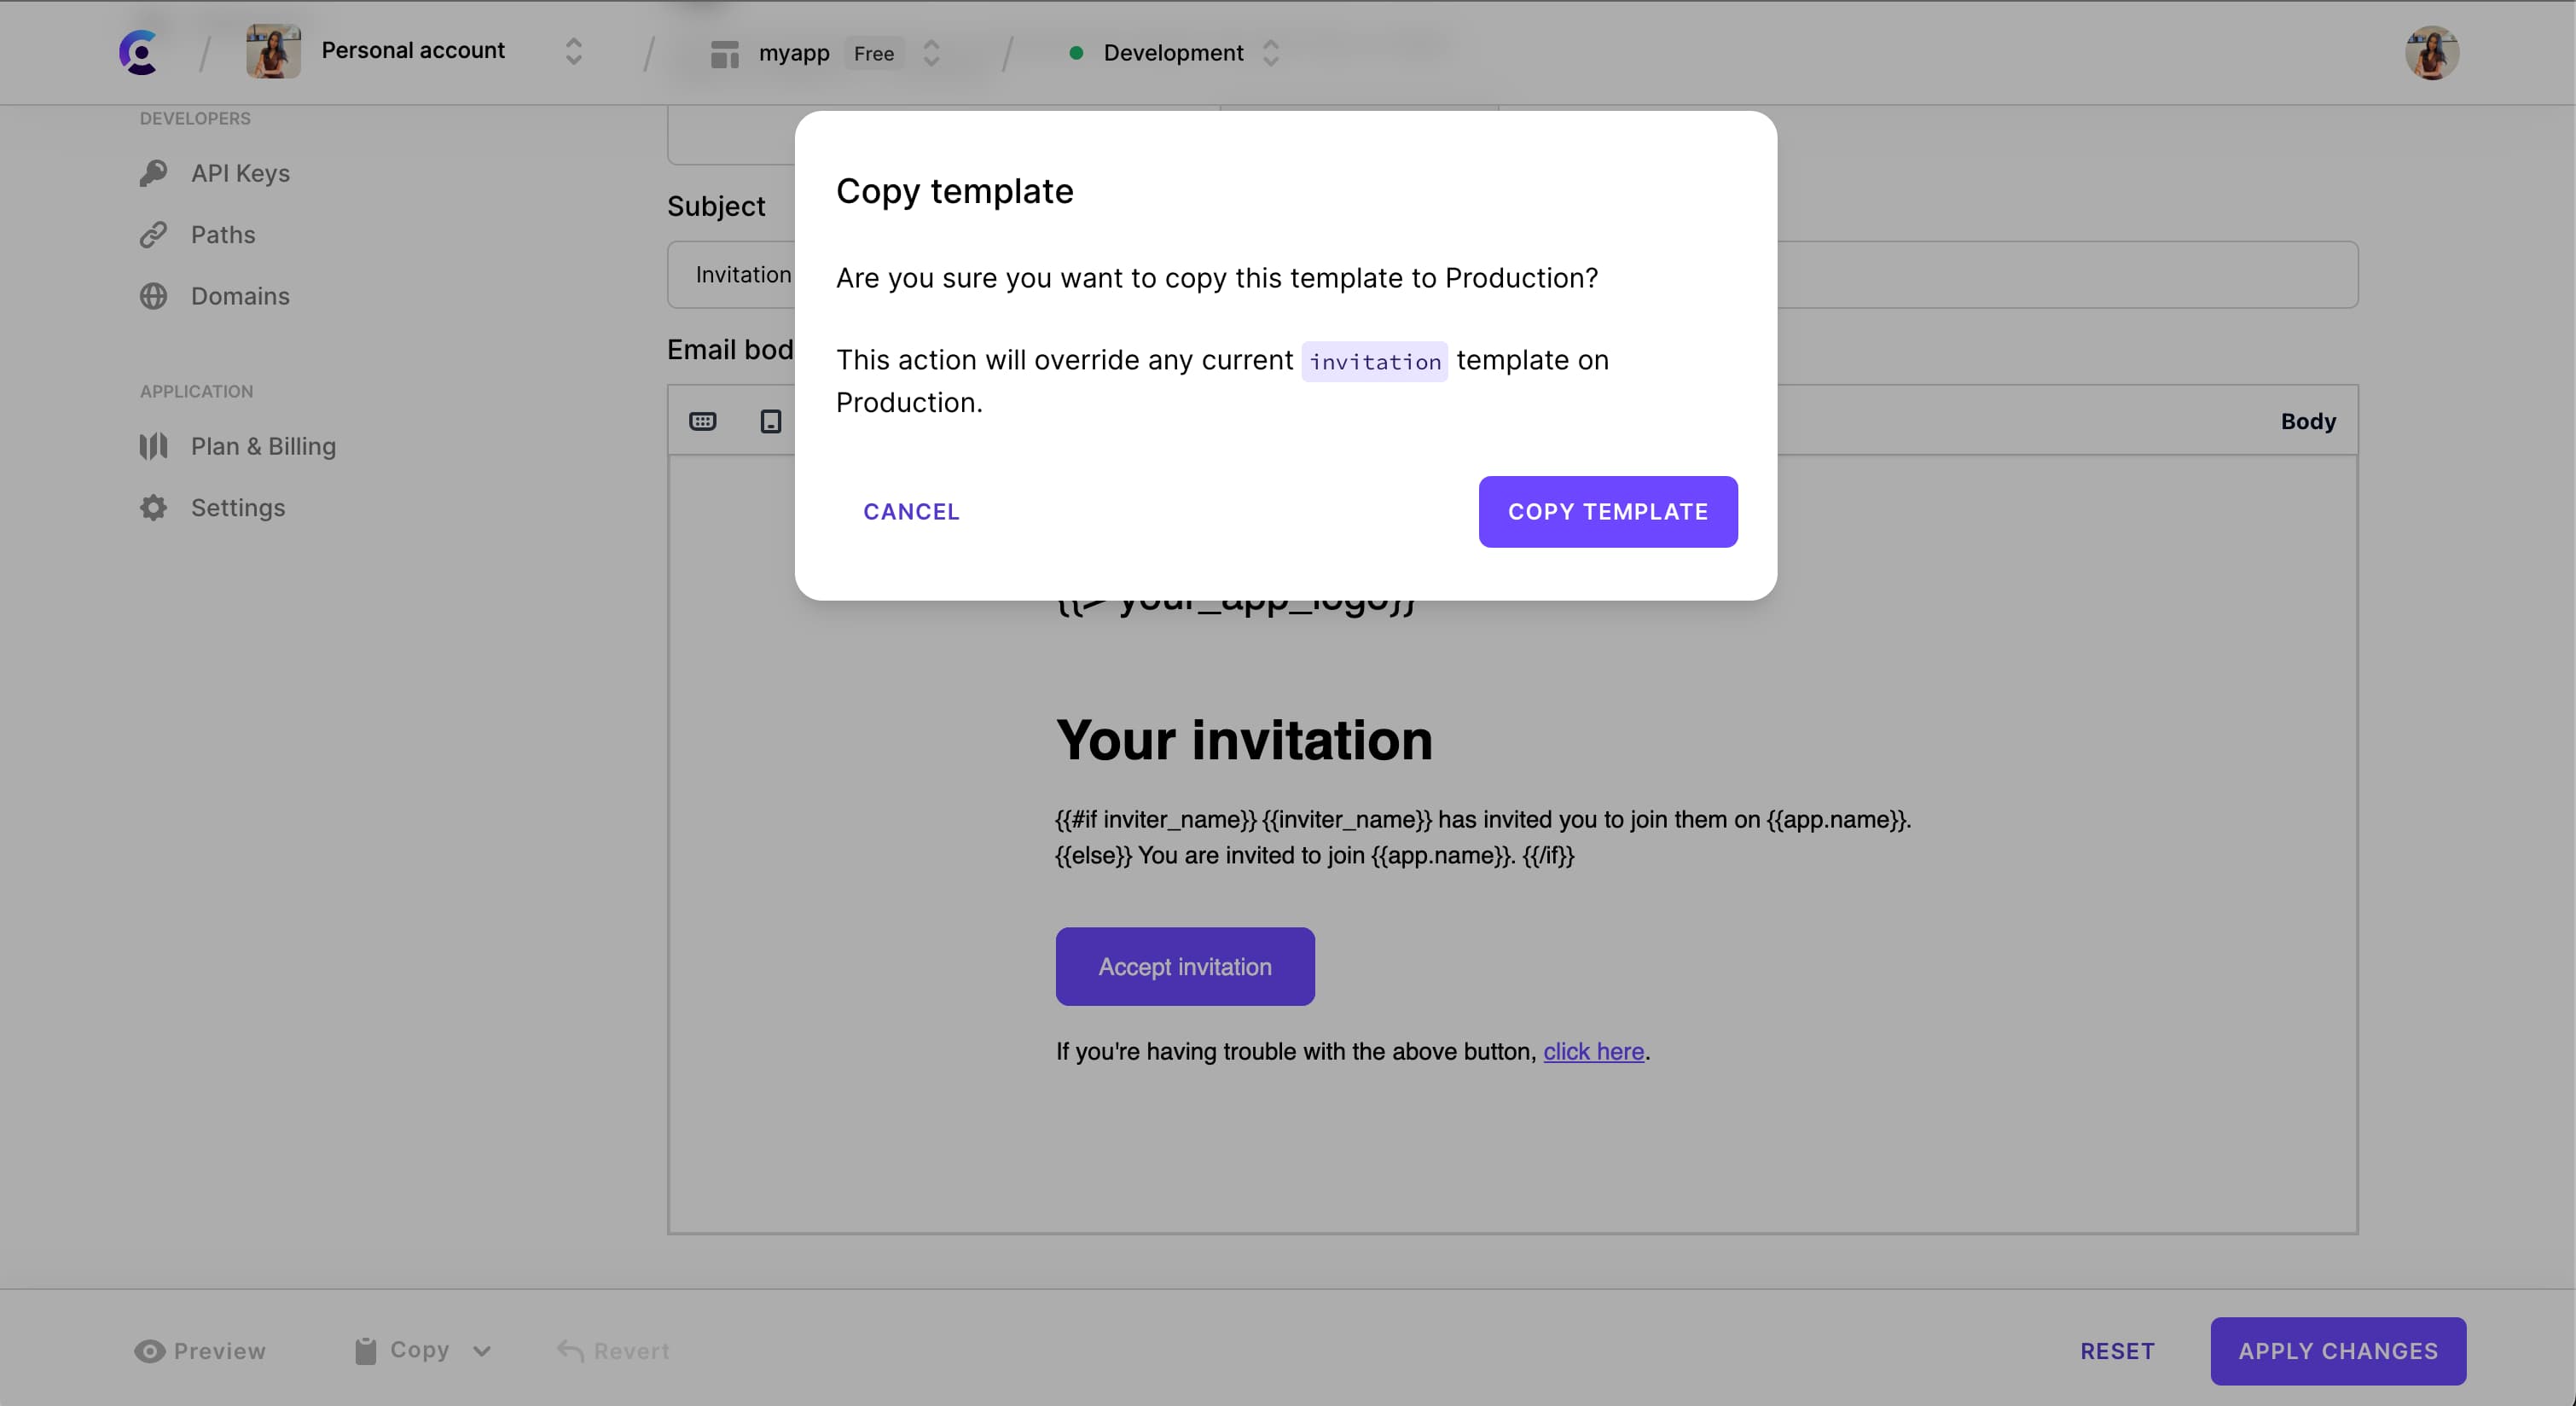 Personal account
myapp Free
Development
DEVELOPERS
API Keys
Paths
Domains
APPLICATION
Plan & Billing
Settings
Subject
Invitation
Email bod
Body
Copy template
Are you sure you want to copy this template to Production?
This action will override any current invitation template on
Production.
CANCEL
COPY TEMPLATE
{{> your_app_logo}}
Your invitation
{{#if inviter_name}} {{inviter_name}} has invited you to join them on {{app.name}}.
{{else}} You are invited to join {{app.name}}. {{/if}}
Accept invitation
If you're having trouble with the above button, click here.
Preview
Copy
Revert
RESET
APPLY CHANGES